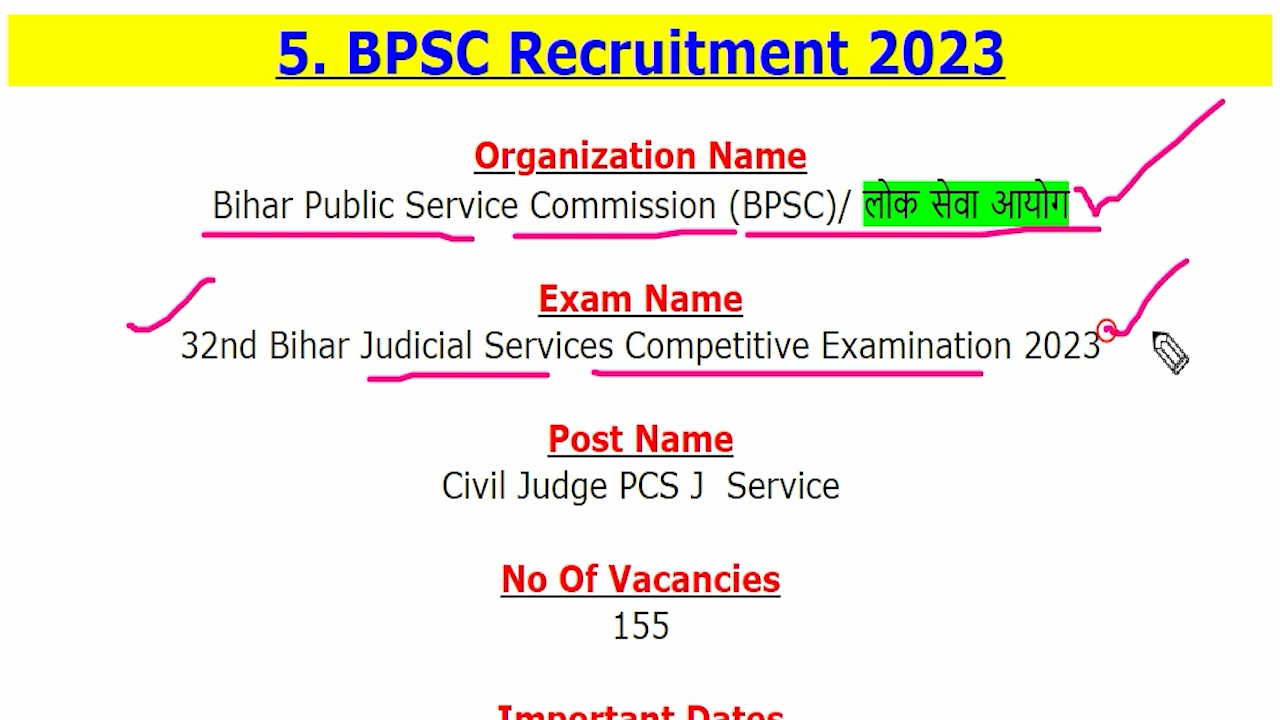 5. BPSC Recruitment 2023
Organization Name
Bihar Public Service Commission (BPSC)/ लोक सेवा आयोग
Exam Name
32nd Bihar Judicial Services Competitive Examination 2023
Post Name
Civil Judge PCS J Service
No Of Vacancies
155
Important Dates